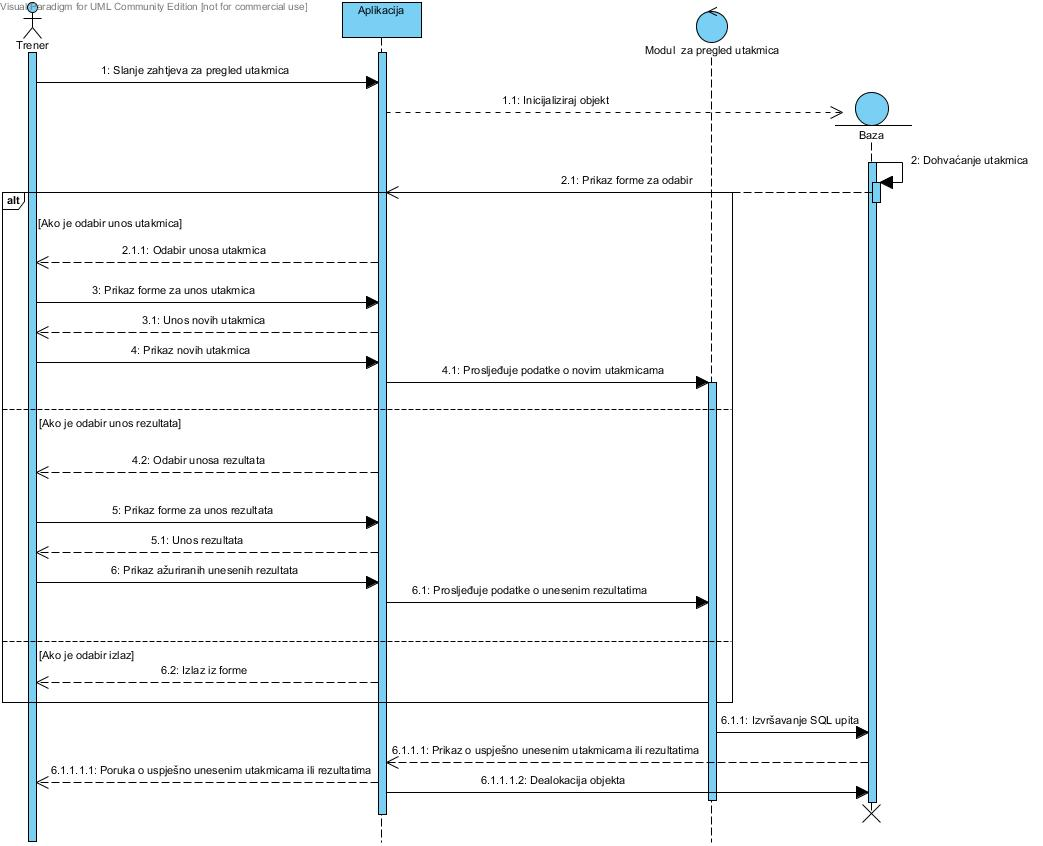 Visual Paradigm for UML Community Edition [not for commercial use]
Aplikacija
Trener
Modul za pregled utakmica
1: Slanje zahtjeva za pregled utakmica
1.1: Inicijaliziraj objekt
Baza
2: Dohvaćanje utakmica
2.1: Prikaz forme za odabir
alt
[Ako je odabir unos utakmica]
2.1.1: Odabir unosa utakmica
3: Prikaz forme za unos utakmica
3.1: Unos novih utakmica
4: Prikaz novih utakmica
4.1: Prosljeđuje podatke o novim utakmicama
[Ako je odabir unos rezultata]
4.2: Odabir unosa rezultata
5: Prikaz forme za unos rezultata
5.1: Unos rezultata
6: Prikaz ažuriranih unesenih rezultata
6.1: Prosljeđuje podatke o unesenim rezultatima
[Ako je odabir izlaz]
6.2: Izlaz iz forme
6.1.1: Izvršavanje SQL upita
6.1.1.1: Prikaz o uspješno unesenim utakmicama ili rezultatima
6.1.1.1.1: Poruka o uspješno unesenim utakmicama ili rezultatima
6.1.1.1.2: Dealokacija objekta